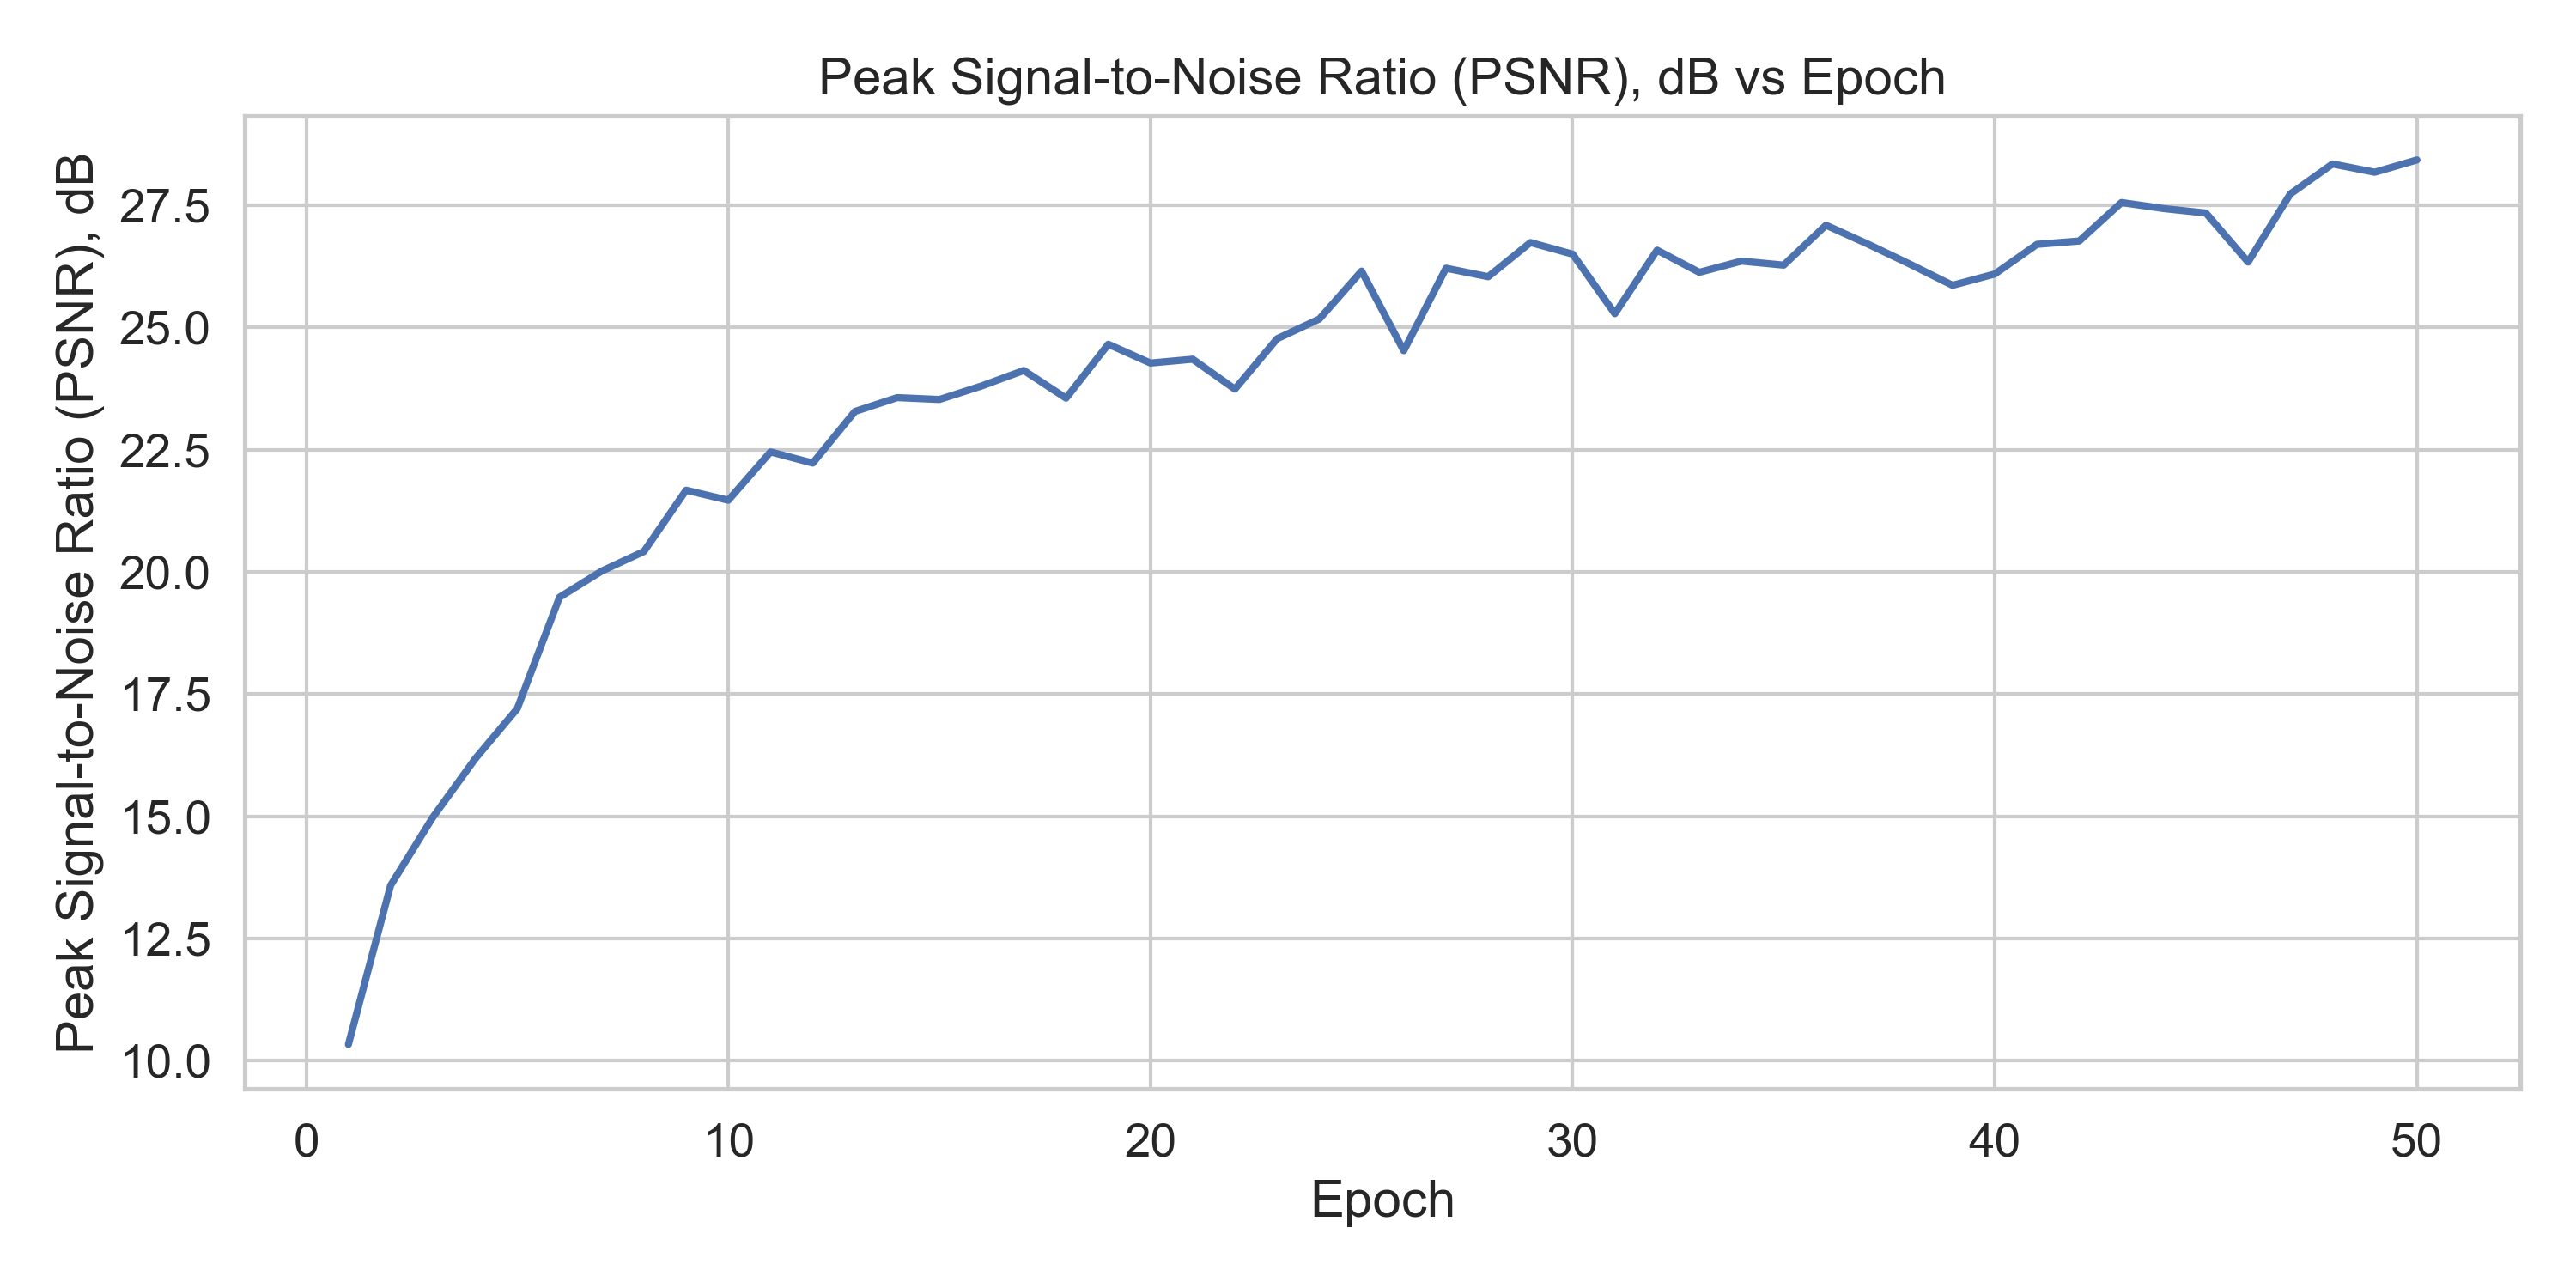 Peak Signal-to-Noise Ratio (PSNR), dB vs Epoch
Peak Signal-to-Noise Ratio (PSNR), dB
27.5
25.0
22.5
20.0
17.5
15.0
12.5
10.0
0 10 20 30 40 50
Epoch